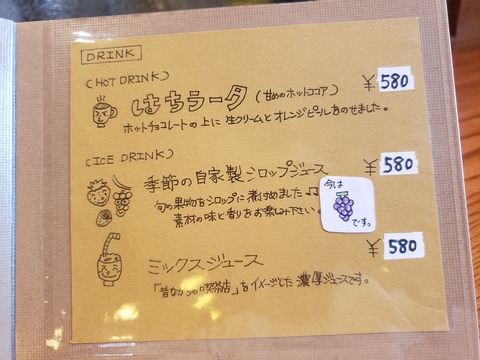 DRINK
(HOT DRINK)
はちラータ (甘めのホットココア) ¥580
ホットチョコレートの上に 生クリームと オレンジピールをのせました。
(ICE DRINK)
季節の自家製シロップジュース ¥580
旬の果物をシロップに煮付めました♫
素材の味と香りをお楽しみ下さい。
今は
です。
ミックスジュース ¥580
「昔ながらの喫茶店」をイメージした 濃厚ジュースです。